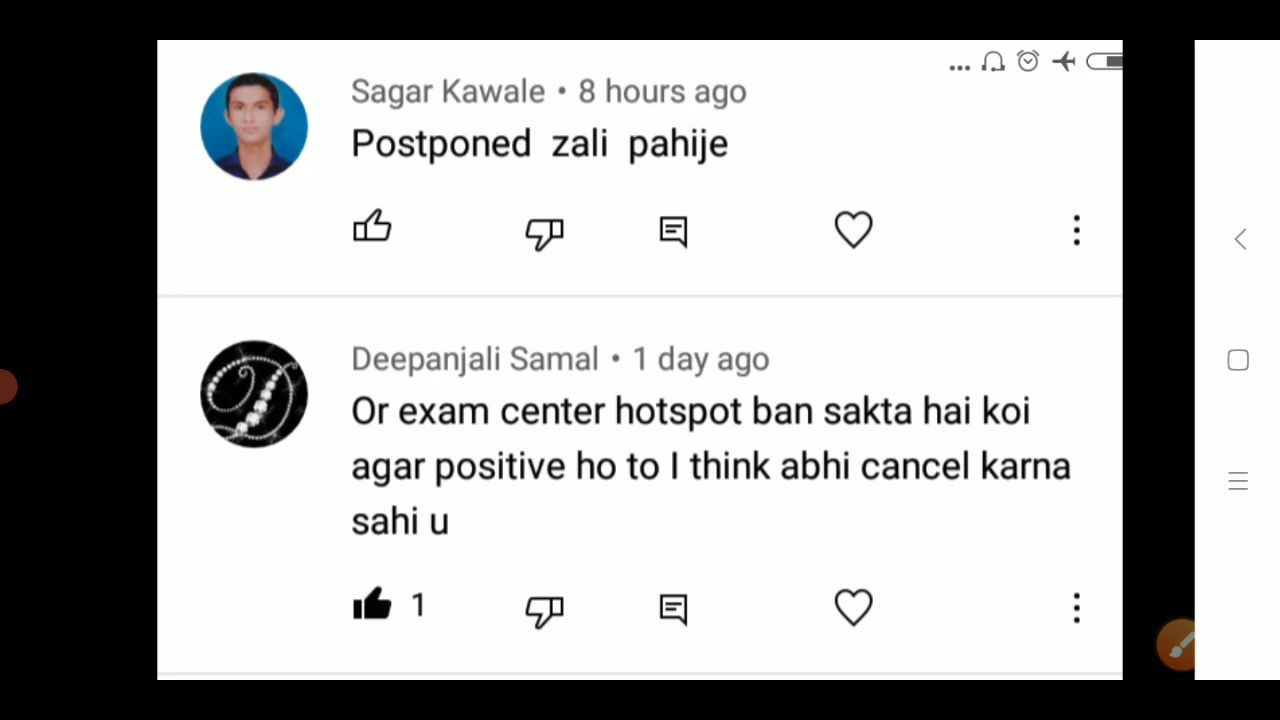 Sagar Kawale • 8 hours ago
Postponed zali pahije
Deepanjali Samal • 1 day ago
Or exam center hotspot ban sakta hai koi
agar positive ho to I think abhi cancel karna
sahi u
1